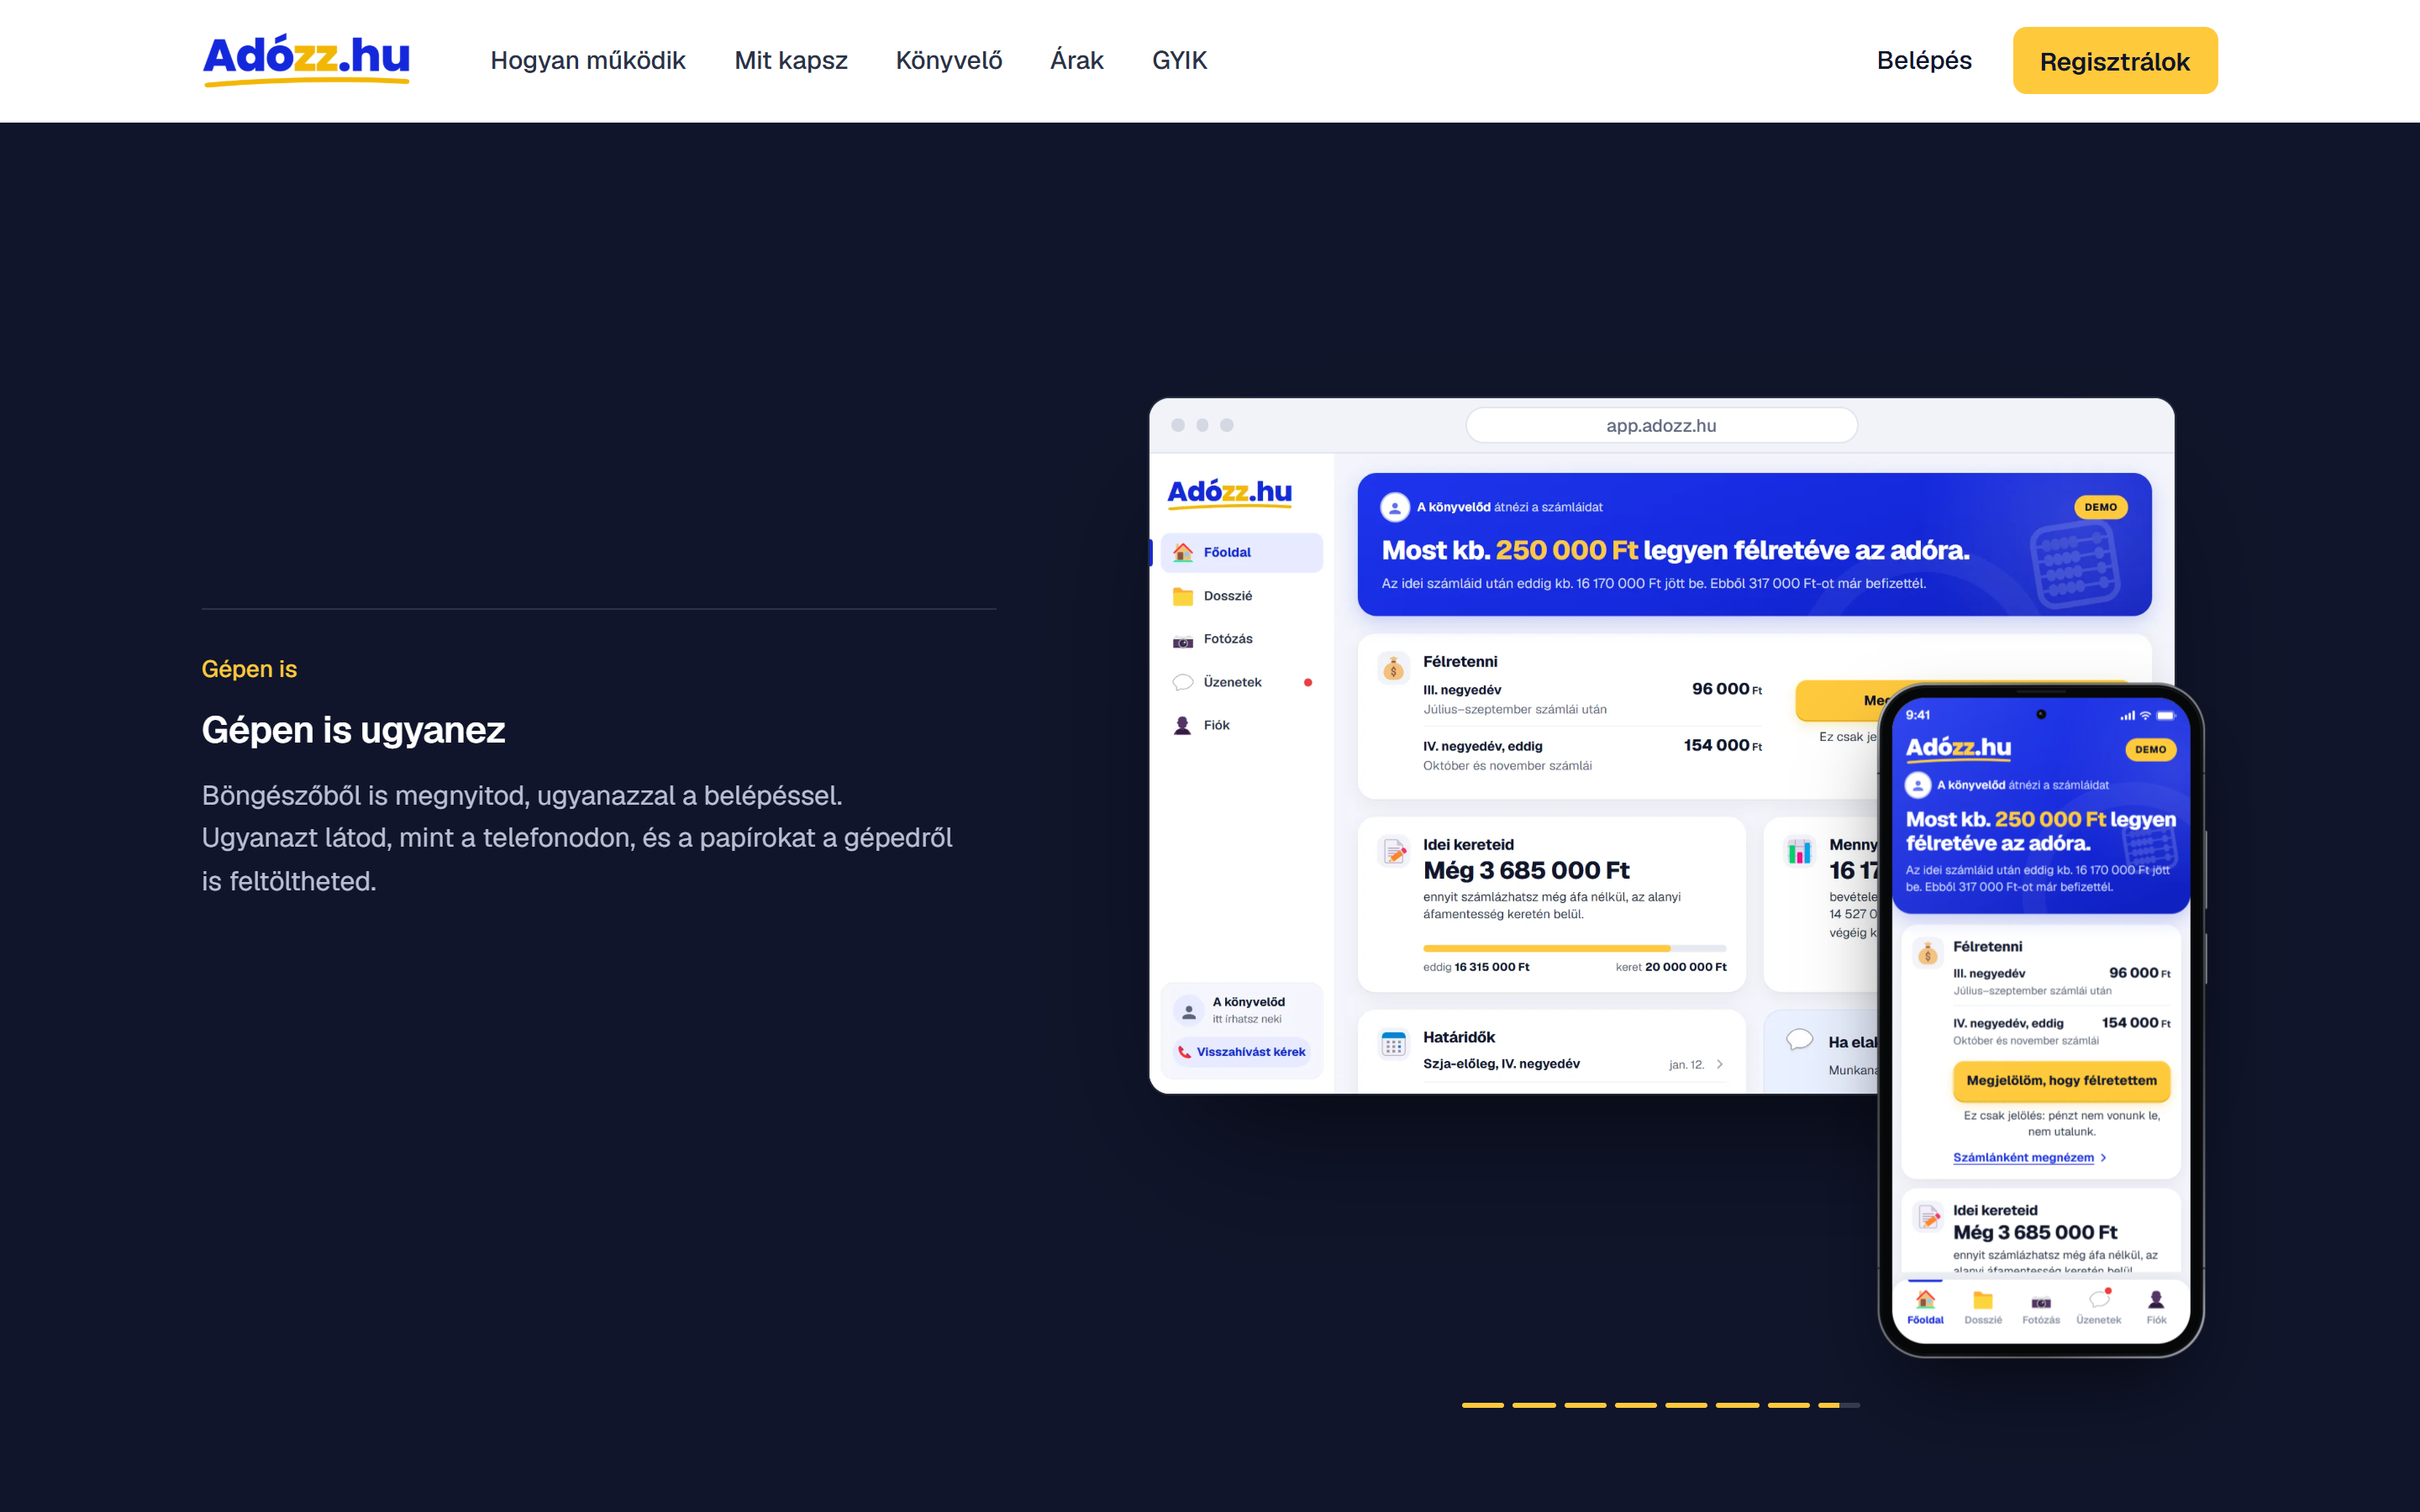 Adózz.hu
Hogyan működik
Mit kapsz
Könyvelő
Árak
GYIK
Belépés
Regisztrálok
Gépen is
Gépen is ugyanez
Böngészőből is megnyitod, ugyanazzal a belépéssel.
Ugyanazt látod, mint a telefonodon, és a papírokat a gépedről
is feltöltheted.
app.adozz.hu
Adózz.hu
Főoldal
Dosszié
Fotózás
Üzenetek
Fiók
A könyvelőd
itt írhatsz neki
Visszahívást kérek
A könyvelőd átnézi a számláidat
DEMO
Most kb. 250 000 Ft legyen félretéve az adóra.
Az idei számláid után eddig kb. 16 170 000 Ft jött be. Ebből 317 000 Ft-ot már befizettél.
Félretenni
III. negyedév 96 000 Ft
Július–szeptember számlái után
IV. negyedév, eddig 154 000 Ft
Október és november számlái
Ez csak
Idei kereteid
Még 3 685 000 Ft
ennyit számlázhatsz még áfa nélkül, az alanyi
áfamentesség keretén belül.
eddig 16 315 000 Ft keret 20 000 000 Ft
14 527 0
végéig
Határidők
Szja-előleg, IV. negyedév jan. 12.
Ha
9:41
Adózz.hu
DEMO
A könyvelőd átnézi a számláidat
Most kb. 250 000 Ft legyen
félretéve az adóra.
Az idei számláid után eddig kb. 16 170 000 Ft jött
be. Ebből 317 000 Ft-ot már befizettél.
Félretenni
III. negyedév 96 000 Ft
Július–szeptember számlái után
IV. negyedév, eddig 154 000 Ft
Október és november számlái
Megjelölöm, hogy félretettem
Ez csak jelölés: pénzt nem vonunk le,
nem utalunk.
Számlánként megnézem
Idei kereteid
Még 3 685 000 Ft
ennyit számlázhatsz még áfa nélkül, az
alanyi áfamentesség keretén belül.
Főoldal
Dosszié
Fotózás
Üzenetek
Fiók